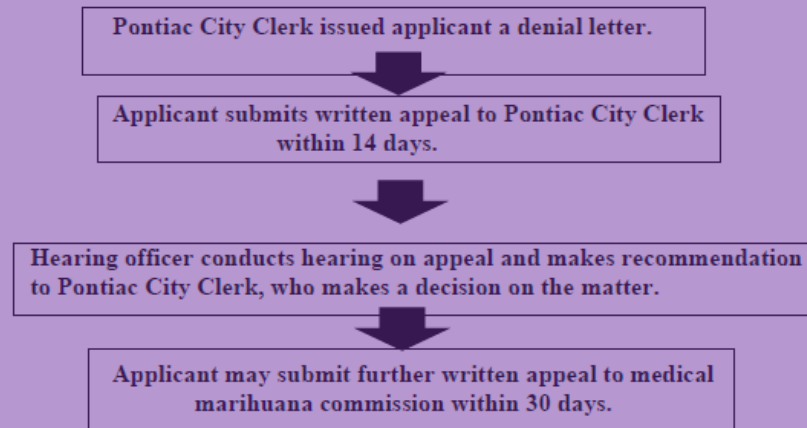 Pontiac City Clerk issued applicant a denial letter.
Applicant submits written appeal to Pontiac City Clerk
within 14 days.
Hearing officer conducts hearing on appeal and makes recommendation
to Pontiac City Clerk, who makes a decision on the matter.
Applicant may submit further written appeal to medical
marihuana commission within 30 days.